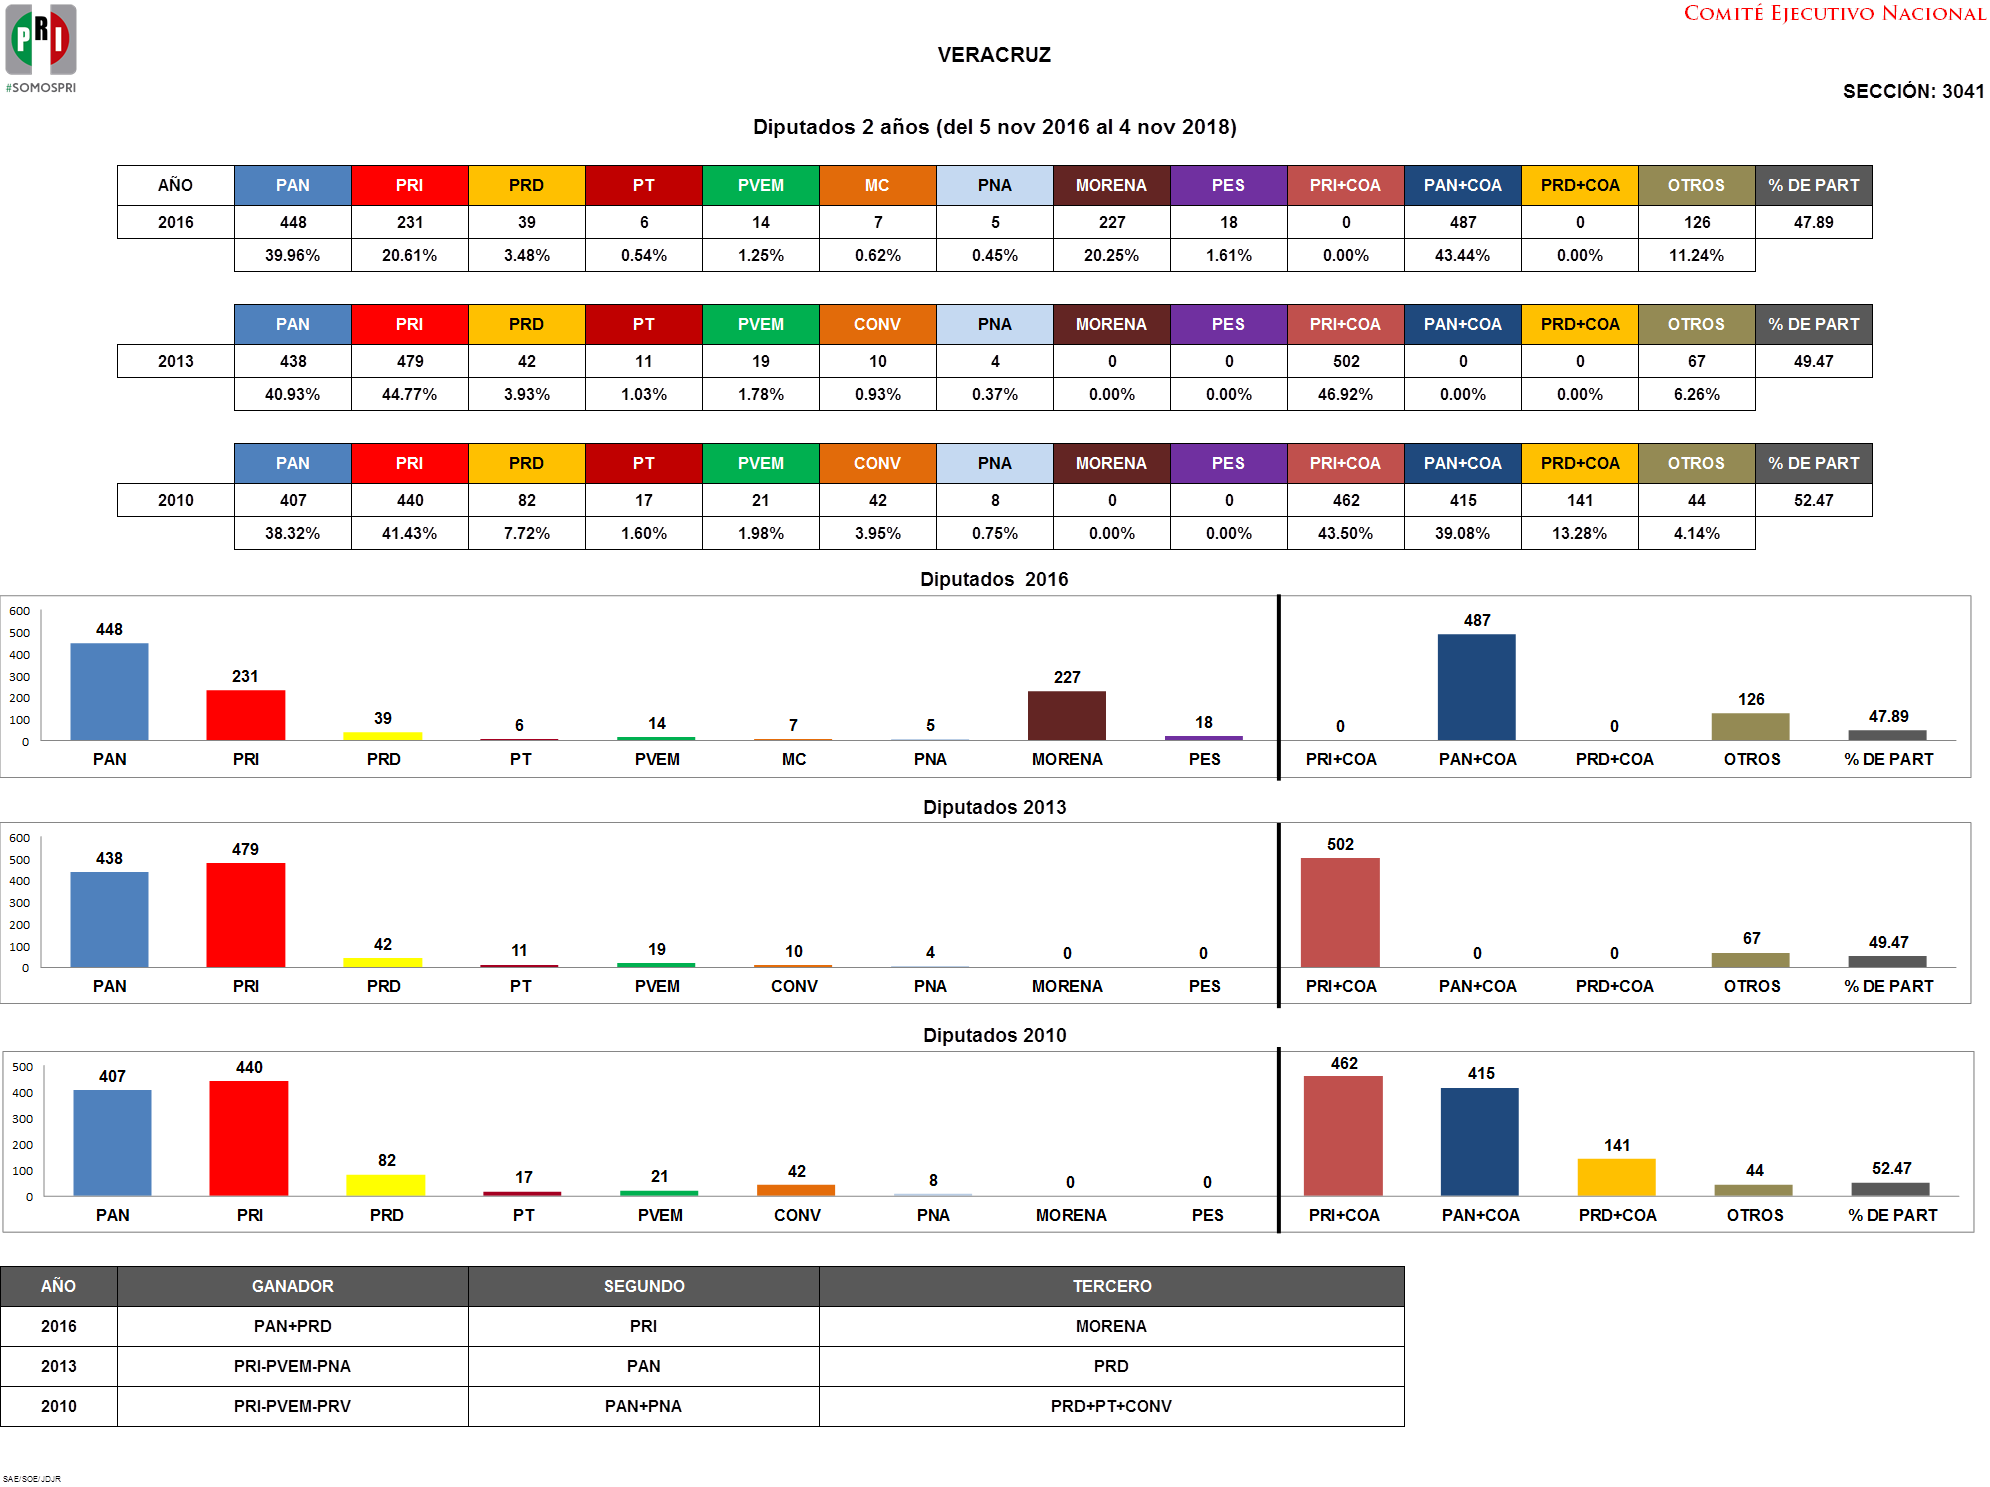 PRI
#SOMOSPRI
COMITÉ EJECUTIVO NACIONAL
VERACRUZ
SECCIÓN: 3041
Diputados 2 años (del 5 nov 2016 al 4 nov 2018)
AÑO PAN PRI PRD PT PVEM MC PNA MORENA PES PRI+COA PAN+COA PRD+COA OTROS % DE PART
2016 448 231 39 6 14 7 5 227 18 0 487 0 126 47.89
39.96% 20.61% 3.48% 0.54% 1.25% 0.62% 0.45% 20.25% 1.61% 0.00% 43.44% 0.00% 11.24%
PAN PRI PRD PT PVEM CONV PNA MORENA PES PRI+COA PAN+COA PRD+COA OTROS % DE PART
2013 438 479 42 11 19 10 4 0 0 502 0 0 67 49.47
40.93% 44.77% 3.93% 1.03% 1.78% 0.93% 0.37% 0.00% 0.00% 46.92% 0.00% 0.00% 6.26%
PAN PRI PRD PT PVEM CONV PNA MORENA PES PRI+COA PAN+COA PRD+COA OTROS % DE PART
2010 407 440 82 17 21 42 8 0 0 462 415 141 44 52.47
38.32% 41.43% 7.72% 1.60% 1.98% 3.95% 0.75% 0.00% 0.00% 43.50% 39.08% 13.28% 4.14%
Diputados 2016
600
500
400
300
200
100
0
448 231 39 6 14 7 5 227 18 0 487 0 126 47.89
PAN PRI PRD PT PVEM MC PNA MORENA PES PRI+COA PAN+COA PRD+COA OTROS % DE PART
Diputados 2013
600
500
400
300
200
100
0
438 479 42 11 19 10 4 0 0 502 0 0 67 49.47
PAN PRI PRD PT PVEM CONV PNA MORENA PES PRI+COA PAN+COA PRD+COA OTROS % DE PART
Diputados 2010
500
400
300
200
100
0
407 440 82 17 21 42 8 0 0 462 415 141 44 52.47
PAN PRI PRD PT PVEM CONV PNA MORENA PES PRI+COA PAN+COA PRD+COA OTROS % DE PART
AÑO GANADOR SEGUNDO TERCERO
2016 PAN+PRD PRI MORENA
2013 PRI-PVEM-PNA PAN PRD
2010 PRI-PVEM-PRV PAN+PNA PRD+PT+CONV
SAE/SOE/JDJR